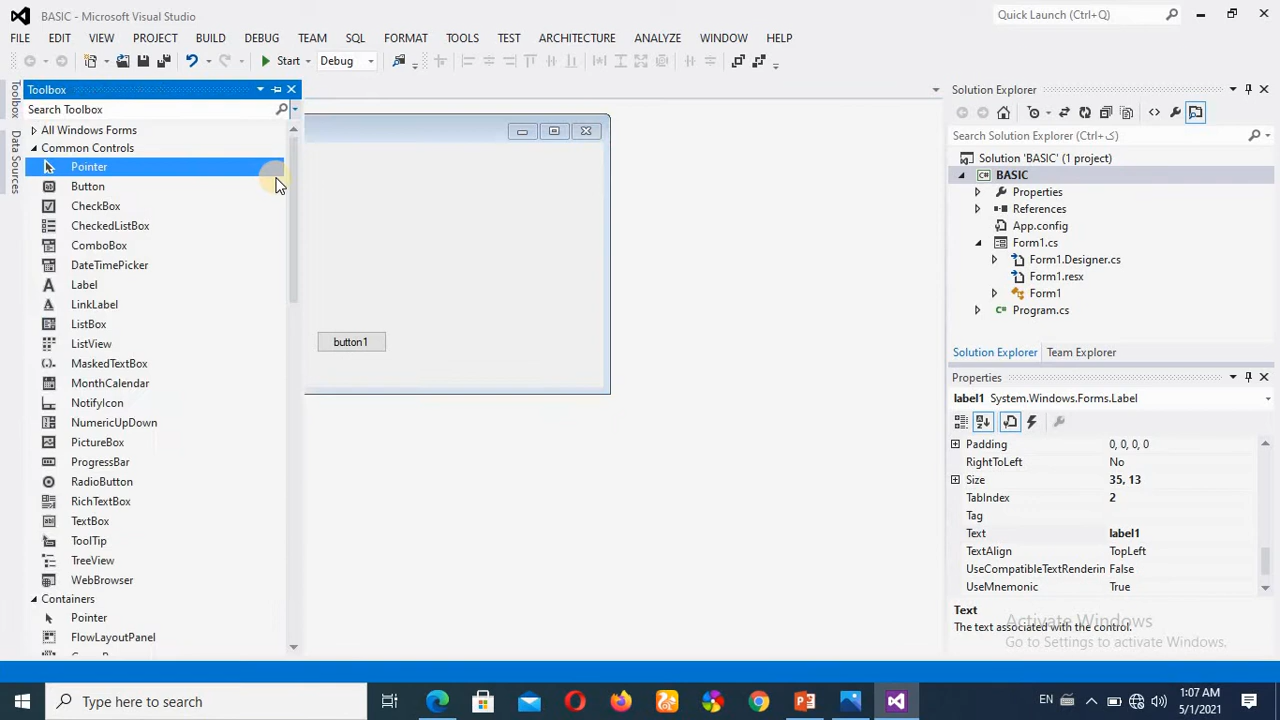 BASIC - Microsoft Visual Studio
Quick Launch (Ctrl+Q)
FILE EDIT VIEW PROJECT BUILD DEBUG TEAM SQL FORMAT TOOLS TEST ARCHITECTURE ANALYZE WINDOW HELP
Start Debug
Toolbox
Data Sources
Toolbox
Search Toolbox
All Windows Forms
Common Controls
Pointer
Button
CheckBox
CheckedListBox
ComboBox
DateTimePicker
Label
LinkLabel
ListBox
ListView
MaskedTextBox
MonthCalendar
NotifyIcon
NumericUpDown
PictureBox
ProgressBar
RadioButton
RichTextBox
TextBox
ToolTip
TreeView
WebBrowser
Containers
Pointer
FlowLayoutPanel
button1
Solution Explorer
Search Solution Explorer (Ctrl+ک)
Solution 'BASIC' (1 project)
BASIC
Properties
References
App.config
Form1.cs
Form1.Designer.cs
Form1.resx
Form1
Program.cs
Solution Explorer Team Explorer
Properties
label1 System.Windows.Forms.Label
Padding 0, 0, 0, 0
RightToLeft No
Size 35, 13
TabIndex 2
Tag
Text label1
TextAlign TopLeft
UseCompatibleTextRenderin False
UseMnemonic True
Text
The text associated with the control.
Activate Windows
Go to Settings to activate Windows.
Type here to search
EN
1:07 AM
5/1/2021